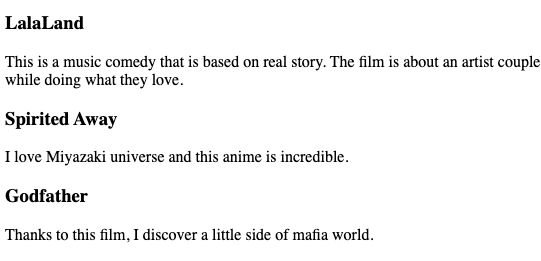 LalaLand
This is a music comedy that is based on real story. The film is about an artist couple
while doing what they love.
Spirited Away
I love Miyazaki universe and this anime is incredible.
Godfather
Thanks to this film, I discover a little side of mafia world.